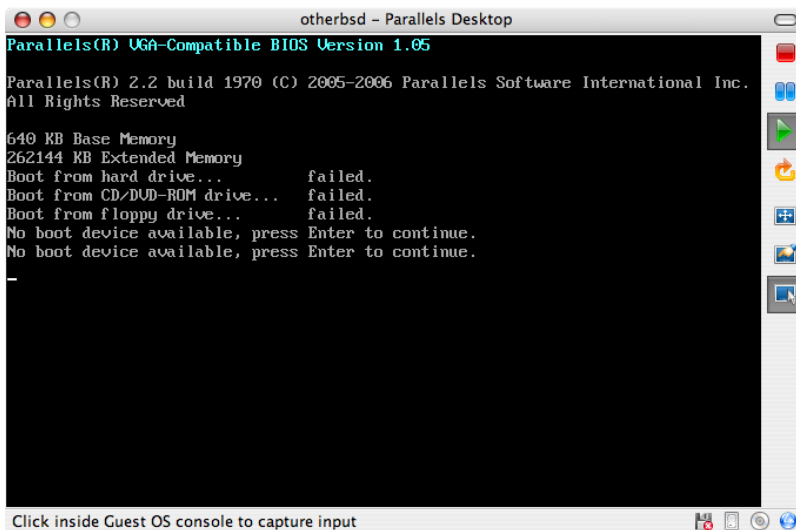 otherbsd – Parallels Desktop
Parallels(R) VGA-Compatible BIOS Version 1.05
Parallels(R) 2.2 build 1970 (C) 2005-2006 Parallels Software International Inc.
All Rights Reserved
640 KB Base Memory
262144 KB Extended Memory
Boot from hard drive... failed.
Boot from CD/DVD-ROM drive... failed.
Boot from floppy drive... failed.
No boot device available, press Enter to continue.
No boot device available, press Enter to continue.
Click inside Guest OS console to capture input